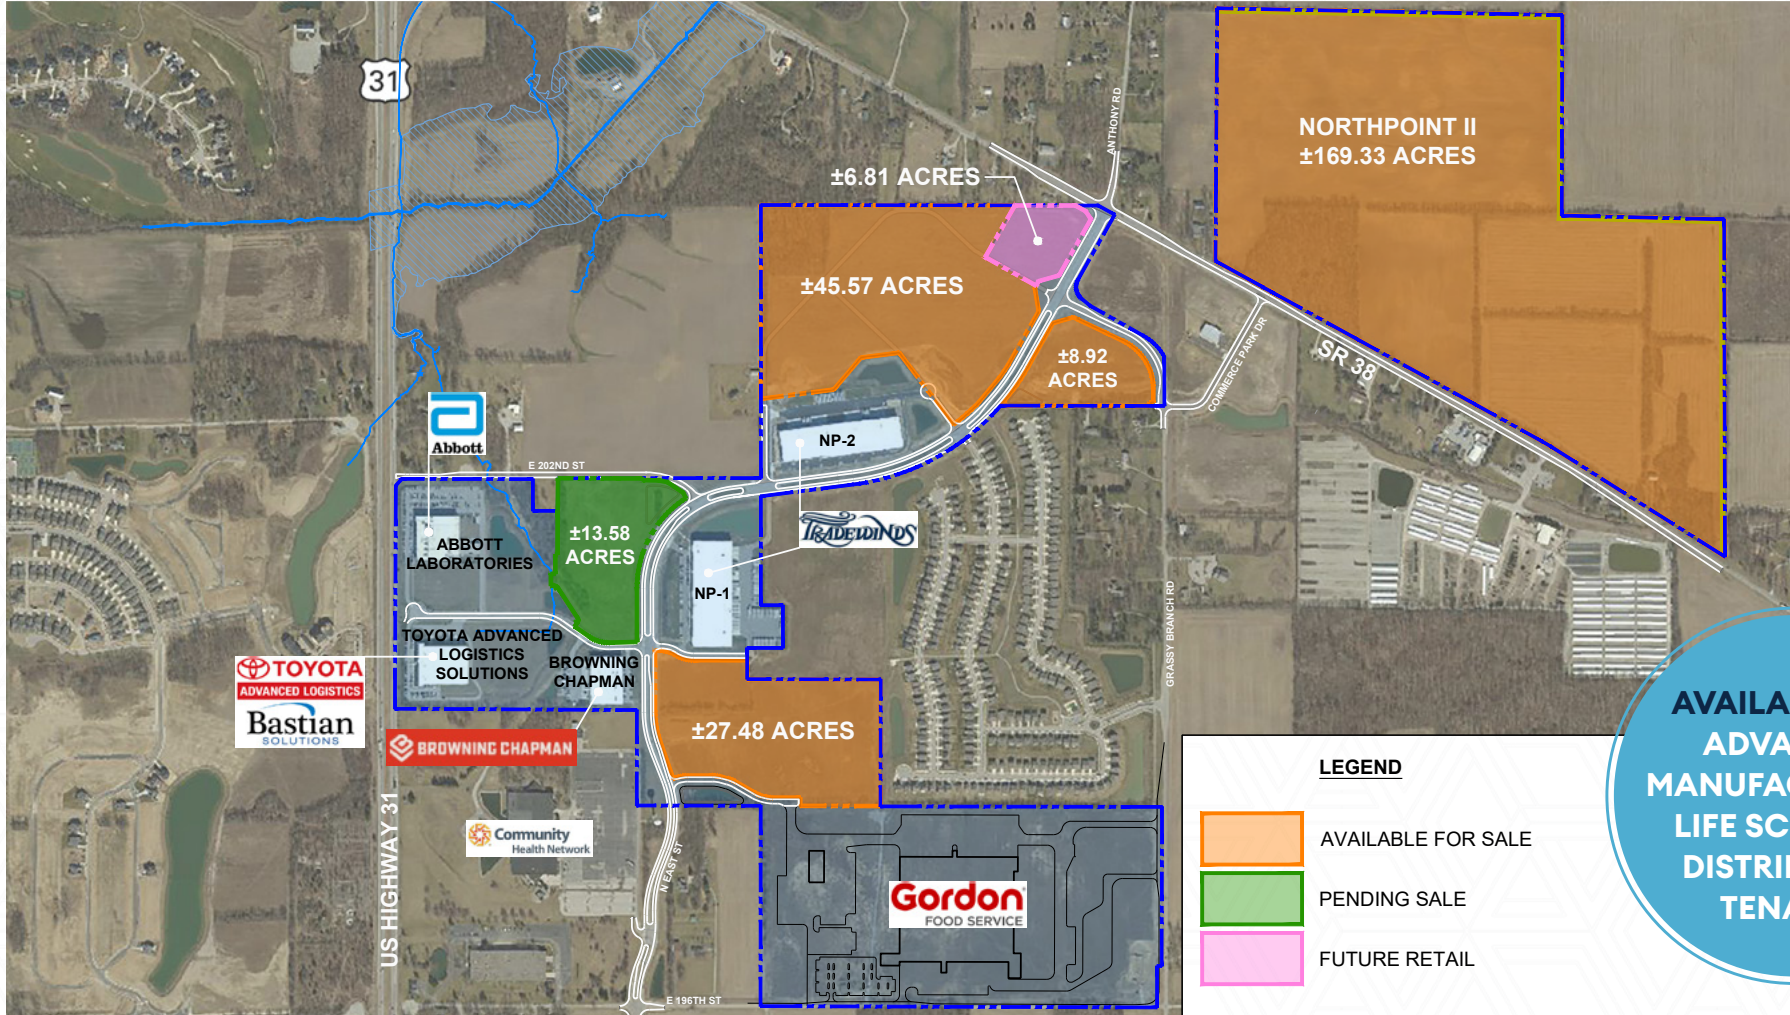 31
NORTHPOINT II
±169.33 ACRES
ANTHONY RD
±6.81 ACRES
±45.57 ACRES
±8.92
ACRES
COMMERCE PARK DR
SR 38
Abbott
NP-2
E 202ND ST
±13.58
ACRES
TRADEWINDS
ABBOTT
LABORATORIES
NP-1
GRASSY BRANCH RD
TOYOTA ADVANCED
LOGISTICS
SOLUTIONS
BROWNING
CHAPMAN
TOYOTA
ADVANCED LOGISTICS
Bastian
SOLUTIONS
BROWNING CHAPMAN
±27.48 ACRES
US HIGHWAY 31
Community
Health Network
N EAST ST
Gordon
FOOD SERVICE
E 196TH ST
LEGEND
AVAILABLE FOR SALE
PENDING SALE
FUTURE RETAIL
AVAILA
ADVA
MANUFAC
LIFE SC
DISTRI
TENA